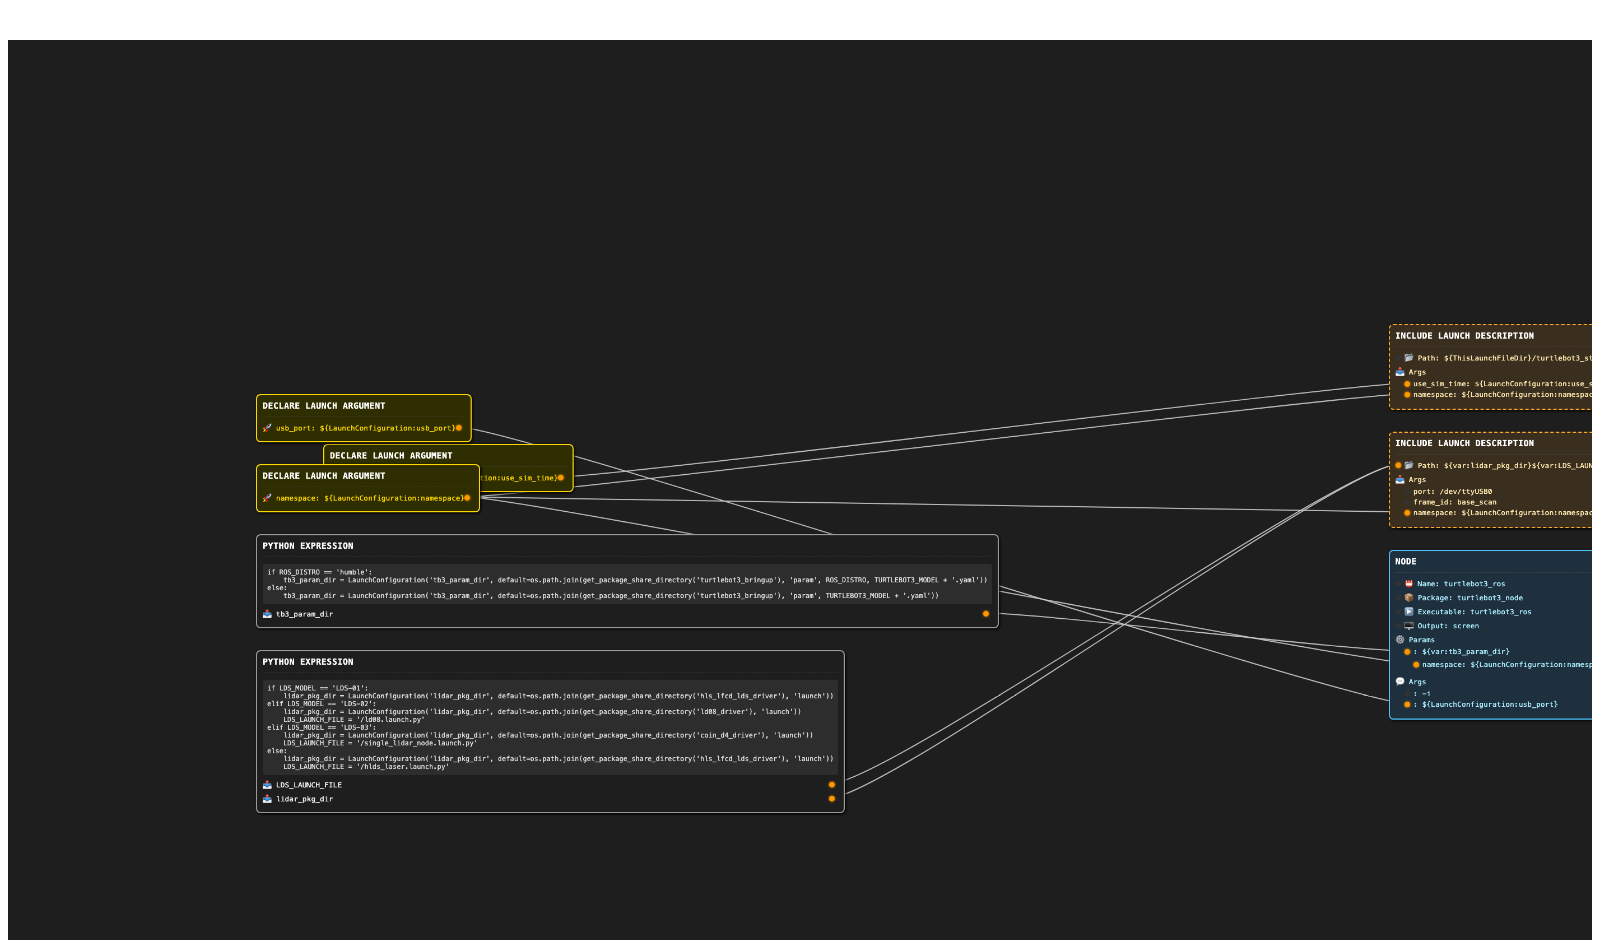 DECLARE LAUNCH ARGUMENT
usb_port: ${LaunchConfiguration:usb_port}
DECLARE LAUNCH ARGUMENT
tion:use_sim_time}
DECLARE LAUNCH ARGUMENT
namespace: ${LaunchConfiguration:namespace}
PYTHON EXPRESSION
if ROS_DISTRO == 'humble':
    tb3_param_dir = LaunchConfiguration('tb3_param_dir', default=os.path.join(get_package_share_directory('turtlebot3_bringup'), 'param', ROS_DISTRO, TURTLEBOT3_MODEL + '.yaml'))
else:
    tb3_param_dir = LaunchConfiguration('tb3_param_dir', default=os.path.join(get_package_share_directory('turtlebot3_bringup'), 'param', TURTLEBOT3_MODEL + '.yaml'))
tb3_param_dir
PYTHON EXPRESSION
if LDS_MODEL == 'LDS-01':
    lidar_pkg_dir = LaunchConfiguration('lidar_pkg_dir', default=os.path.join(get_package_share_directory('hls_lfcd_lds_driver'), 'launch'))
elif LDS_MODEL == 'LDS-02':
    lidar_pkg_dir = LaunchConfiguration('lidar_pkg_dir', default=os.path.join(get_package_share_directory('ld08_driver'), 'launch'))
    LDS_LAUNCH_FILE = '/ld08.launch.py'
elif LDS_MODEL == 'LDS-03':
    lidar_pkg_dir = LaunchConfiguration('lidar_pkg_dir', default=os.path.join(get_package_share_directory('coin_d4_driver'), 'launch'))
    LDS_LAUNCH_FILE = '/single_lidar_node.launch.py'
else:
    lidar_pkg_dir = LaunchConfiguration('lidar_pkg_dir', default=os.path.join(get_package_share_directory('hls_lfcd_lds_driver'), 'launch'))
    LDS_LAUNCH_FILE = '/hlds_laser.launch.py'
LDS_LAUNCH_FILE
lidar_pkg_dir
INCLUDE LAUNCH DESCRIPTION
Path: ${ThisLaunchFileDir}/turtlebot3_st
Args
use_sim_time: ${LaunchConfiguration:use_s
namespace: ${LaunchConfiguration:namespac
INCLUDE LAUNCH DESCRIPTION
Path: ${var:lidar_pkg_dir}${var:LDS_LAUN
Args
port: /dev/ttyUSB0
frame_id: base_scan
namespace: ${LaunchConfiguration:namespac
NODE
Name: turtlebot3_ros
Package: turtlebot3_node
Executable: turtlebot3_ros
Output: screen
Params
: ${var:tb3_param_dir}
namespace: ${LaunchConfiguration:namesp
Args
: -i
: ${LaunchConfiguration:usb_port}